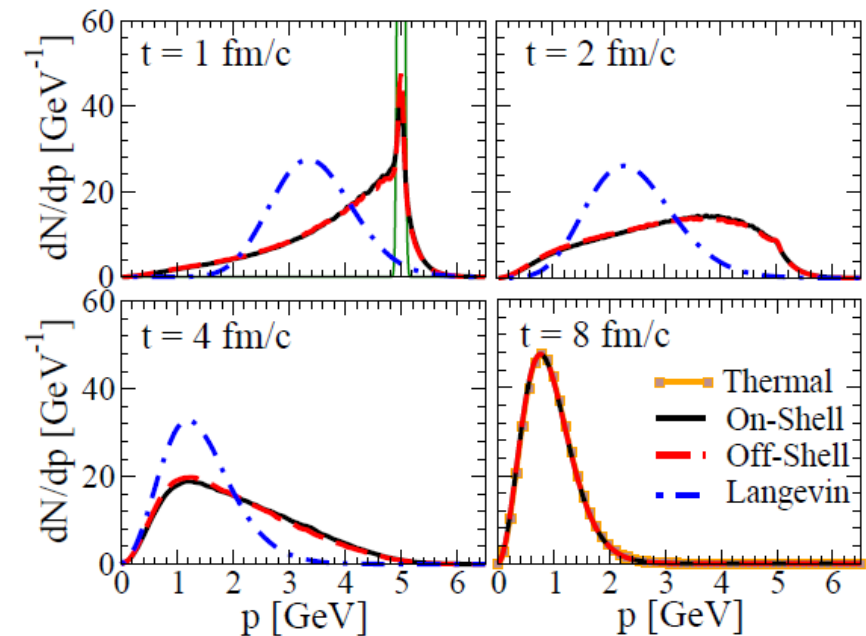 60
40
20
0
dN/dp [GeV⁻¹]
t = 1 fm/c
t = 2 fm/c
60
40
20
0
dN/dp [GeV⁻¹]
t = 4 fm/c
t = 8 fm/c
Thermal
On-Shell
Off-Shell
Langevin
0 1 2 3 4 5 6
p [GeV]
0 1 2 3 4 5 6
p [GeV]